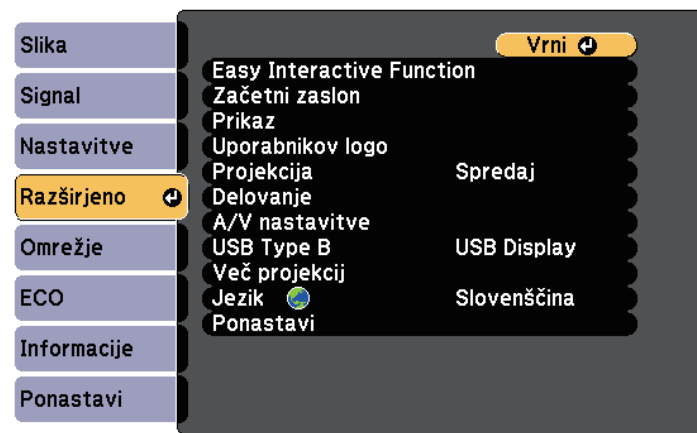 Slika
Signal
Nastavitve
Razširjeno
Omrežje
ECO
Informacije
Ponastavi
Vrni
Easy Interactive Function
Začetni zaslon
Prikaz
Uporabnikov logo
Projekcija Spredaj
Delovanje
A/V nastavitve
USB Type B USB Display
Več projekcij
Jezik Slovenščina
Ponastavi